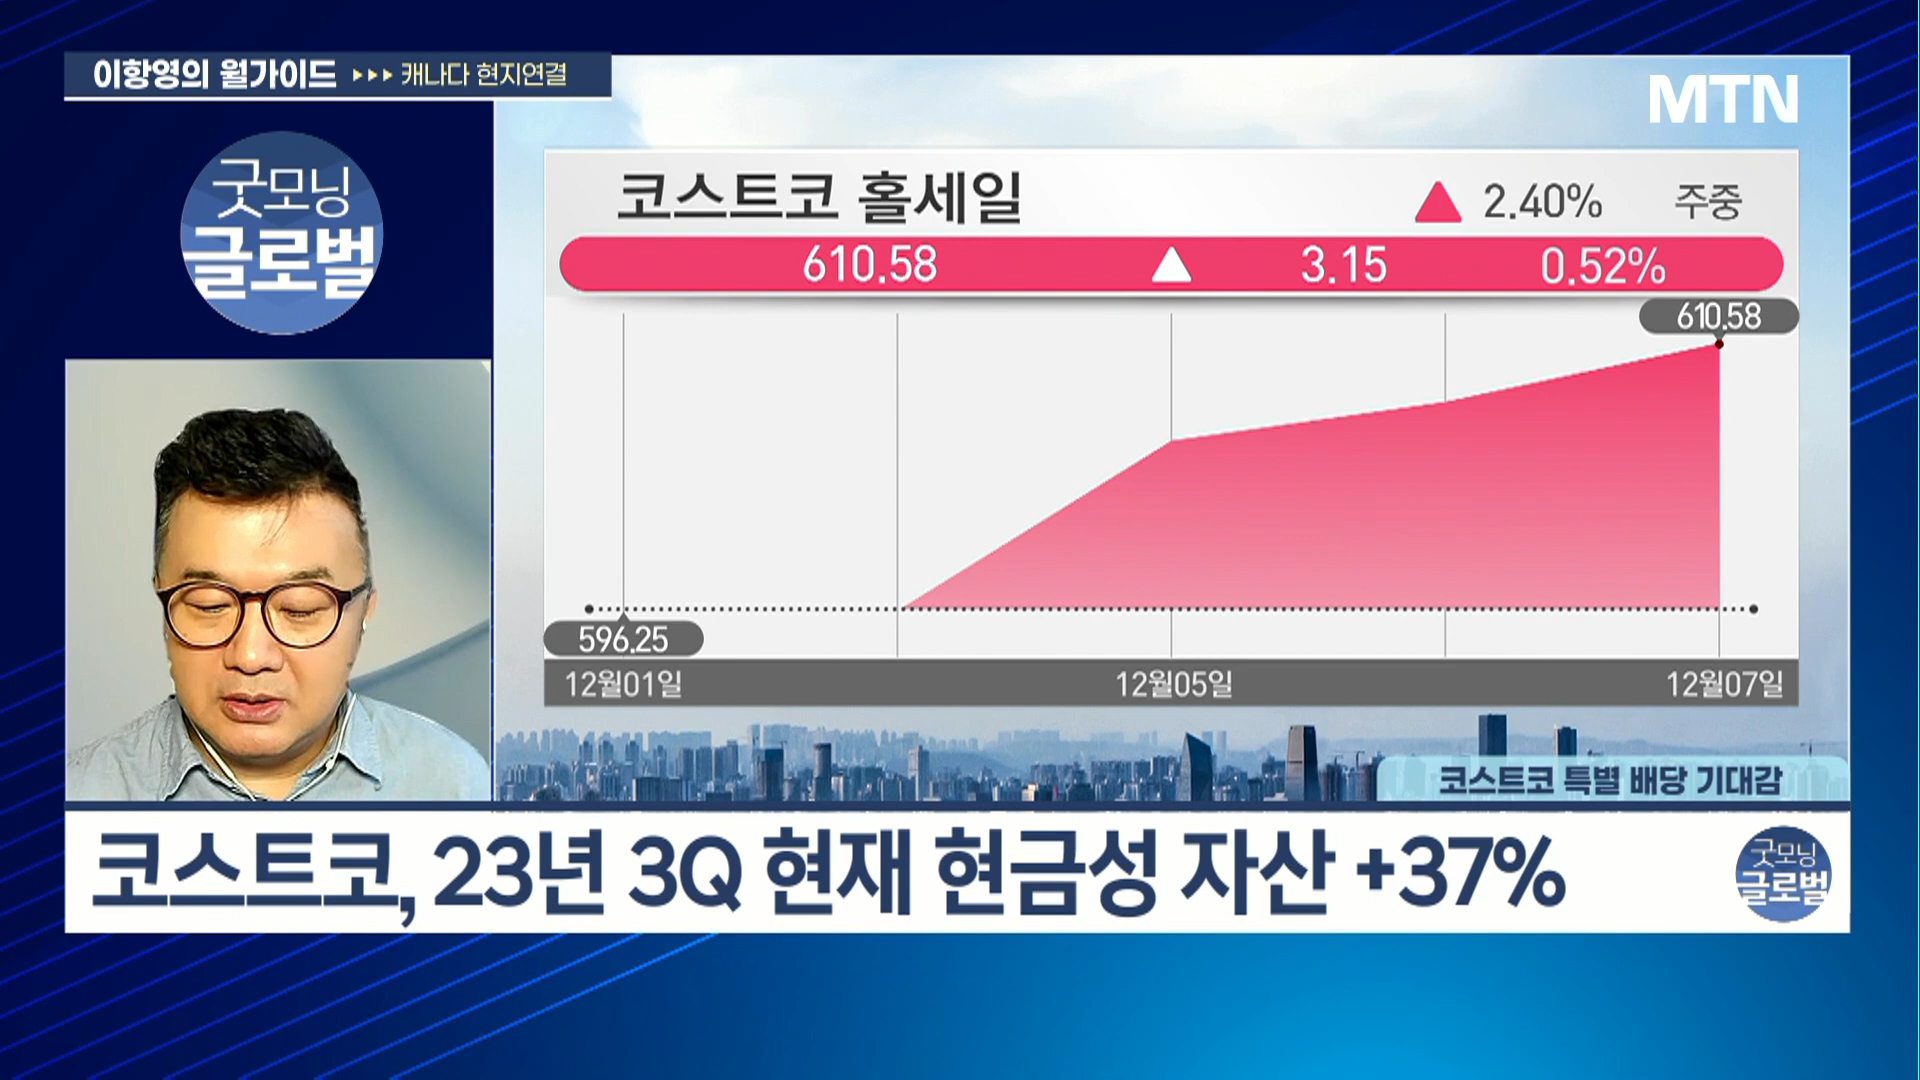 이항영의 월가이드 ▸▸▸ 캐나다 현지연결
MTN
굿모닝
글로벌
코스트코 홀세일
▲ 2.40% 주중
610.58 ▲ 3.15 0.52%
610.58
596.25
12월01일 12월05일 12월07일
코스트코 특별 배당 기대감
코스트코, 23년 3Q 현재 현금성 자산 +37%
굿모닝
글로벌